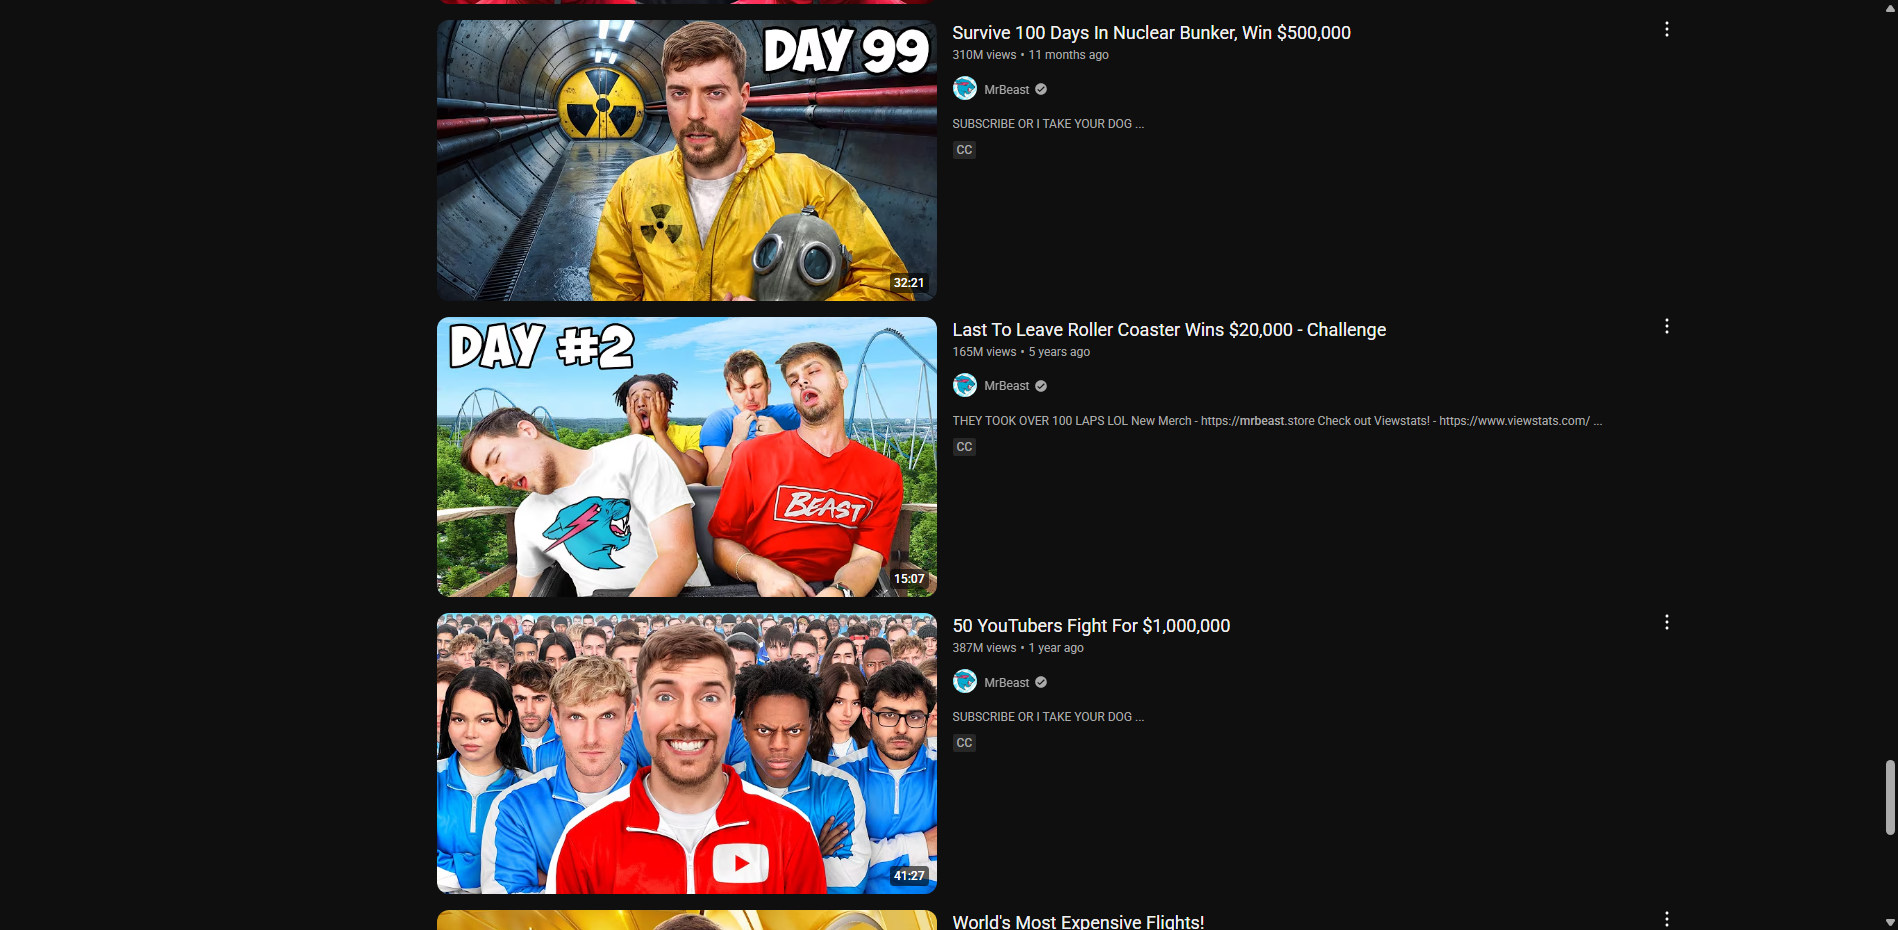 DAY 99
32:21
Survive 100 Days In Nuclear Bunker, Win $500,000
310M views • 11 months ago
MrBeast
SUBSCRIBE OR I TAKE YOUR DOG ...
CC
DAY #2
BEAST
15:07
Last To Leave Roller Coaster Wins $20,000 - Challenge
165M views • 5 years ago
MrBeast
THEY TOOK OVER 100 LAPS LOL New Merch - https://mrbeast.store Check out Viewstats! - https://www.viewstats.com/ ...
CC
41:27
50 YouTubers Fight For $1,000,000
387M views • 1 year ago
MrBeast
SUBSCRIBE OR I TAKE YOUR DOG ...
CC
World's Most Expensive Flights!